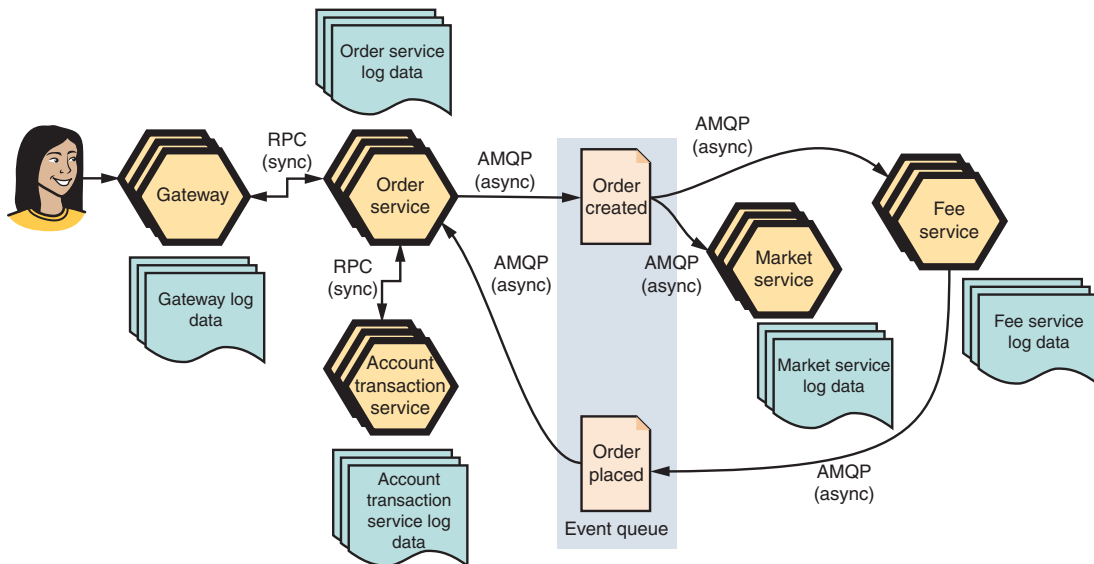 Order service
log data
RPC
(sync)
Gateway
Order
service
AMQP
(async)
Order
created
AMQP
(async)
Fee
service
Market
service
AMQP
(async)
RPC
(sync)
AMQP
(async)
Gateway log
data
Fee service
log data
Account
transaction
service
Market service
log data
Order
placed
AMQP
(async)
Account
transaction
service log
data
Event queue